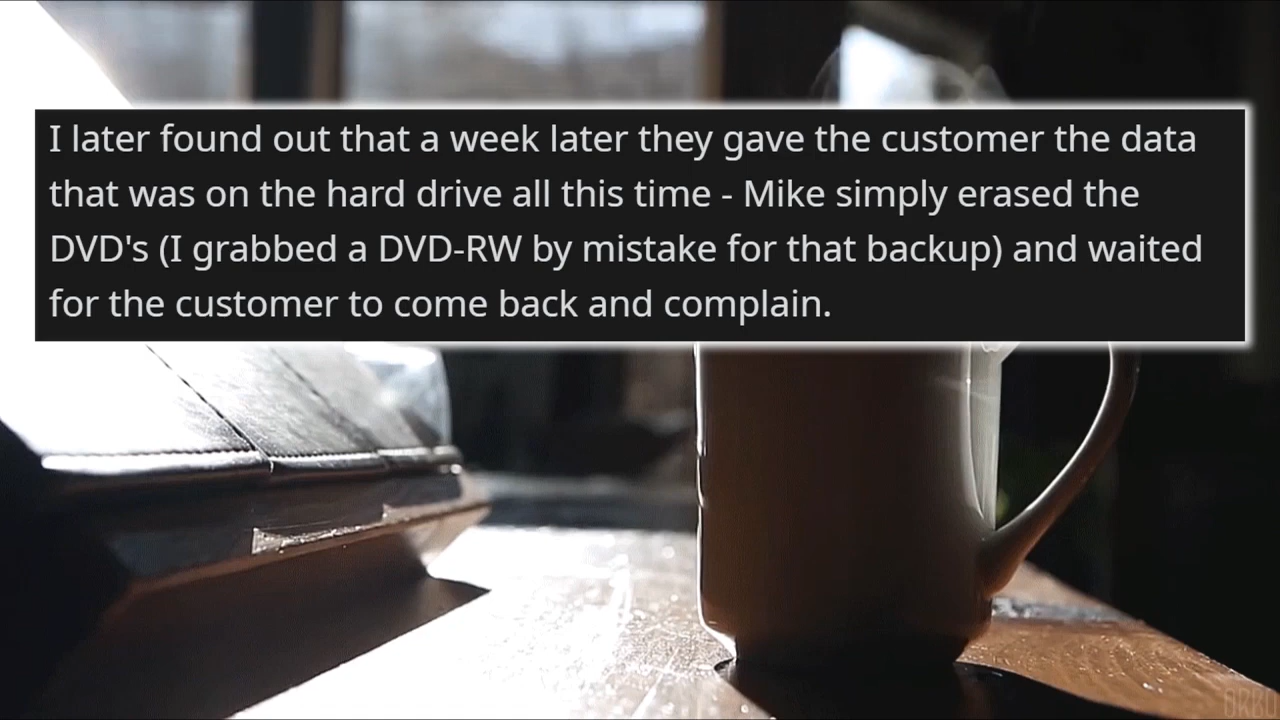 I later found out that a week later they gave the customer the data
that was on the hard drive all this time - Mike simply erased the
DVD's (I grabbed a DVD-RW by mistake for that backup) and waited
for the customer to come back and complain.